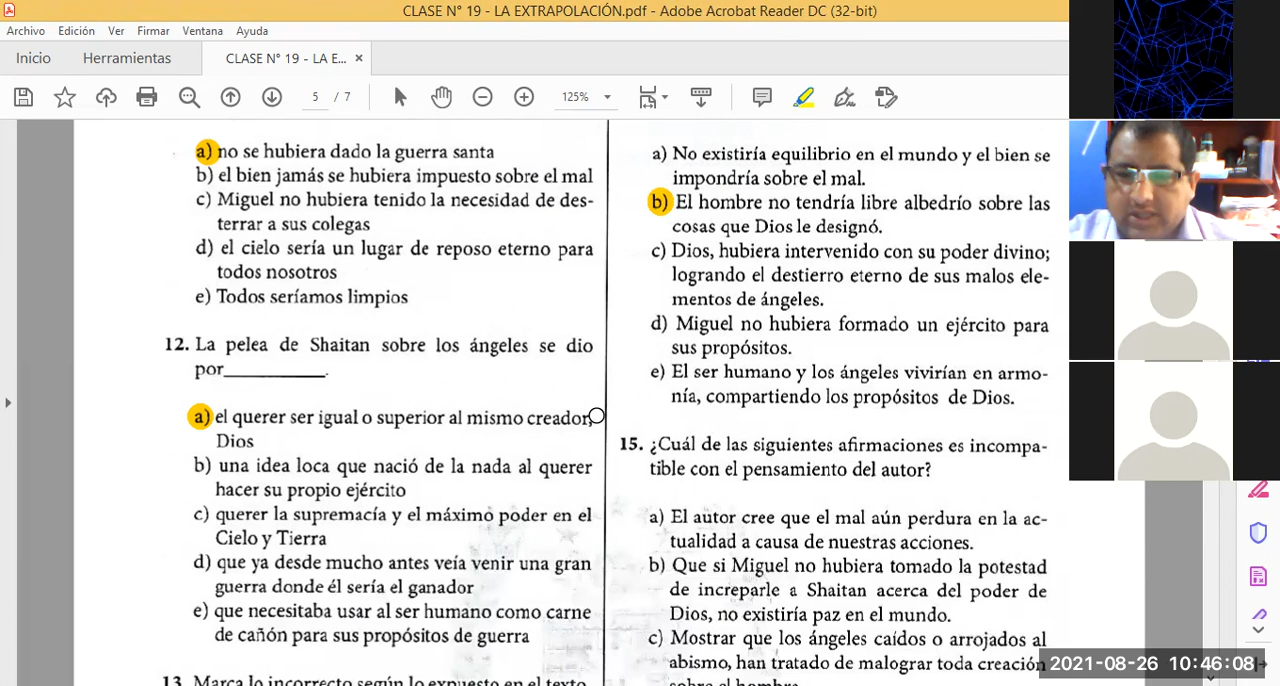 CLASE N° 19 - LA EXTRAPOLACIÓN.pdf - Adobe Acrobat Reader DC (32-bit)
Archivo Edición Ver Firmar Ventana Ayuda
Inicio Herramientas CLASE N° 19 - LA E... ×
5 / 7 125%
a) no se hubiera dado la guerra santa
b) el bien jamás se hubiera impuesto sobre el mal
c) Miguel no hubiera tenido la necesidad de des-
terrar a sus colegas
d) el cielo sería un lugar de reposo eterno para
todos nosotros
e) Todos seríamos limpios
12. La pelea de Shaitan sobre los ángeles se dio
por__________.
a) el querer ser igual o superior al mismo creador,
Dios
b) una idea loca que nació de la nada al querer
hacer su propio ejército
c) querer la supremacía y el máximo poder en el
Cielo y Tierra
d) que ya desde mucho antes veía venir una gran
guerra donde él sería el ganador
e) que necesitaba usar al ser humano como carne
de cañón para sus propósitos de guerra
13. Marca lo incorrecto según lo expuesto en el texto
a) No existiría equilibrio en el mundo y el bien se
impondría sobre el mal.
b) El hombre no tendría libre albedrío sobre las
cosas que Dios le designó.
c) Dios, hubiera intervenido con su poder divino;
logrando el destierro eterno de sus malos ele-
mentos de ángeles.
d) Miguel no hubiera formado un ejército para
sus propósitos.
e) El ser humano y los ángeles vivirían en armo-
nía, compartiendo los propósitos de Dios.
15. ¿Cuál de las siguientes afirmaciones es incompa-
tible con el pensamiento del autor?
a) El autor cree que el mal aún perdura en la ac-
tualidad a causa de nuestras acciones.
b) Que si Miguel no hubiera tomado la potestad
de increparle a Shaitan acerca del poder de
Dios, no existiría paz en el mundo.
c) Mostrar que los ángeles caídos o arrojados al
abismo, han tratado de malograr toda creación
sobre el hombre
2021-08-26 10:46:08